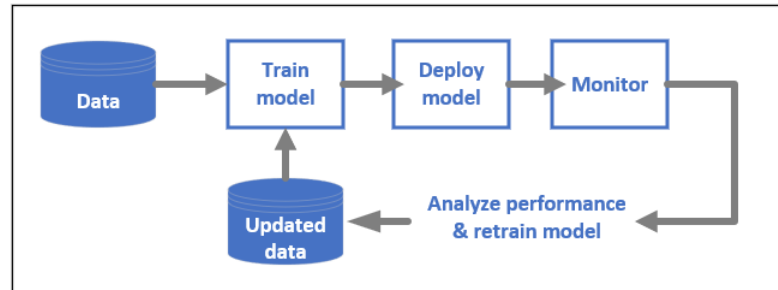 Data
Train
model
Deploy
model
Monitor
Updated
data
Analyze performance
& retrain model